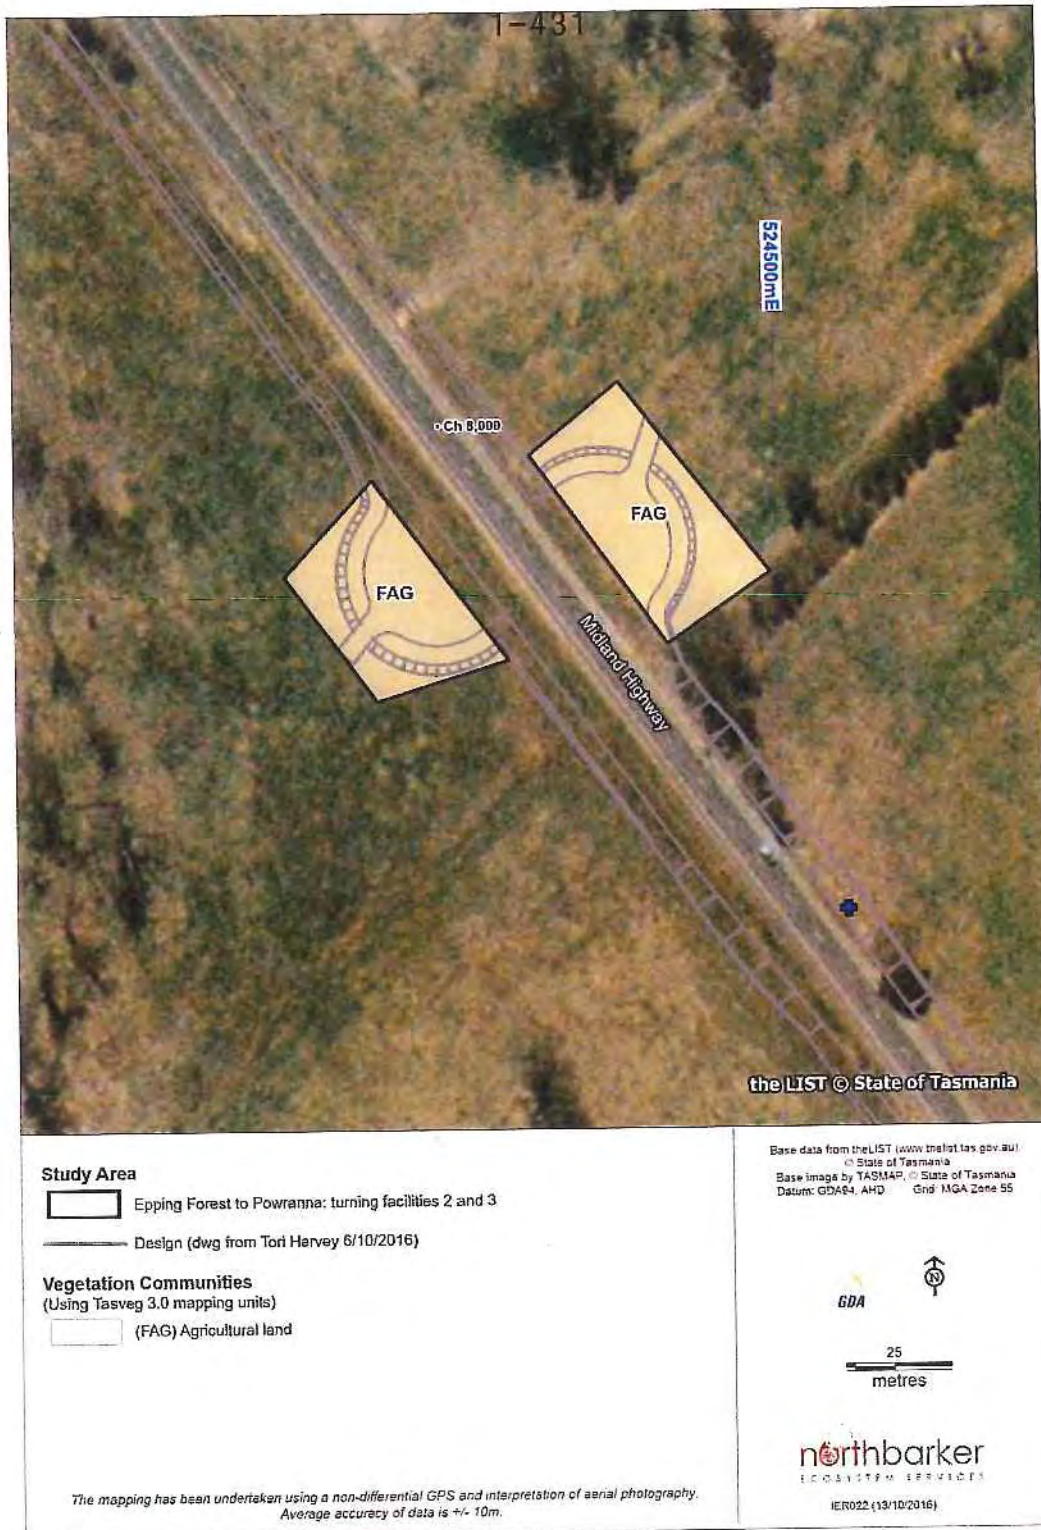 1-431
524500mE
Ch 8,000
FAG
FAG
Midland Highway
the LIST © State of Tasmania
Study Area
Epping Forest to Powranna: turning facilities 2 and 3
Design (dwg from Tori Harvey 6/10/2016)
Vegetation Communities
(Using Tasveg 3.0 mapping units)
(FAG) Agricultural land
Base data from theLIST (www.thelist.tas.gov.au)
© State of Tasmania
Base image by TASMAP, © State of Tasmania
Datum: GDA94, AHD Grid: MGA Zone 55
GDA
N
25
metres
northbarker
ECOSYSTEM SERVICES
IER022 (13/10/2016)
The mapping has been undertaken using a non-differential GPS and interpretation of aerial photography.
Average accuracy of data is +/- 10m.